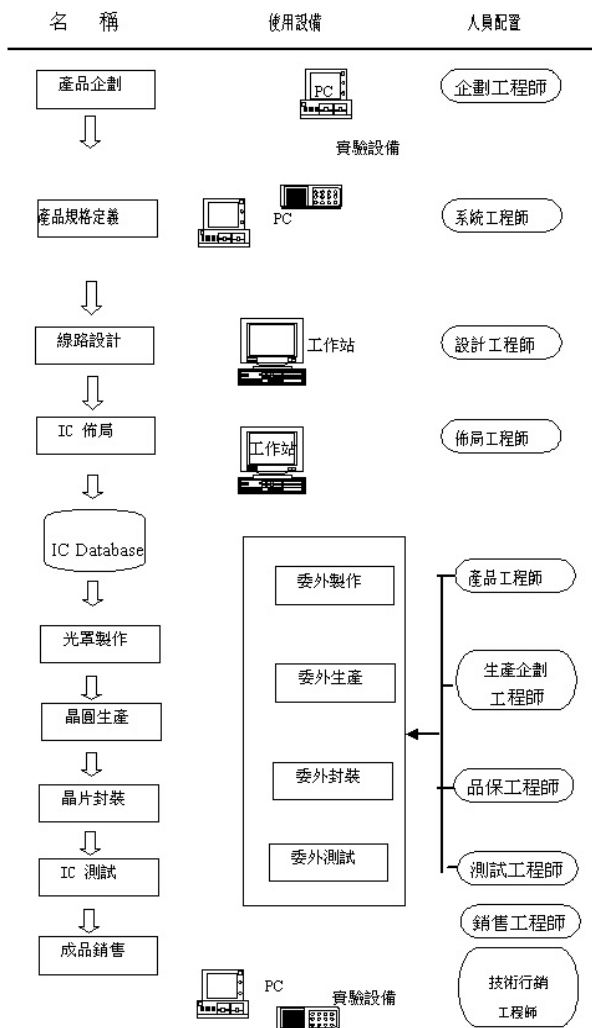 名 稱
使用設備
人員配置
產品企劃
PC
企劃工程師
實驗設備
產品規格定義
PC
系統工程師
線路設計
工作站
設計工程師
IC 佈局
工作站
佈局工程師
IC Database
委外製作
產品工程師
光罩製作
委外生產
生產企劃
工程師
晶圓生產
晶片封裝
委外封裝
品保工程師
IC 測試
委外測試
測試工程師
成品銷售
銷售工程師
PC
實驗設備
技術行銷
工程師